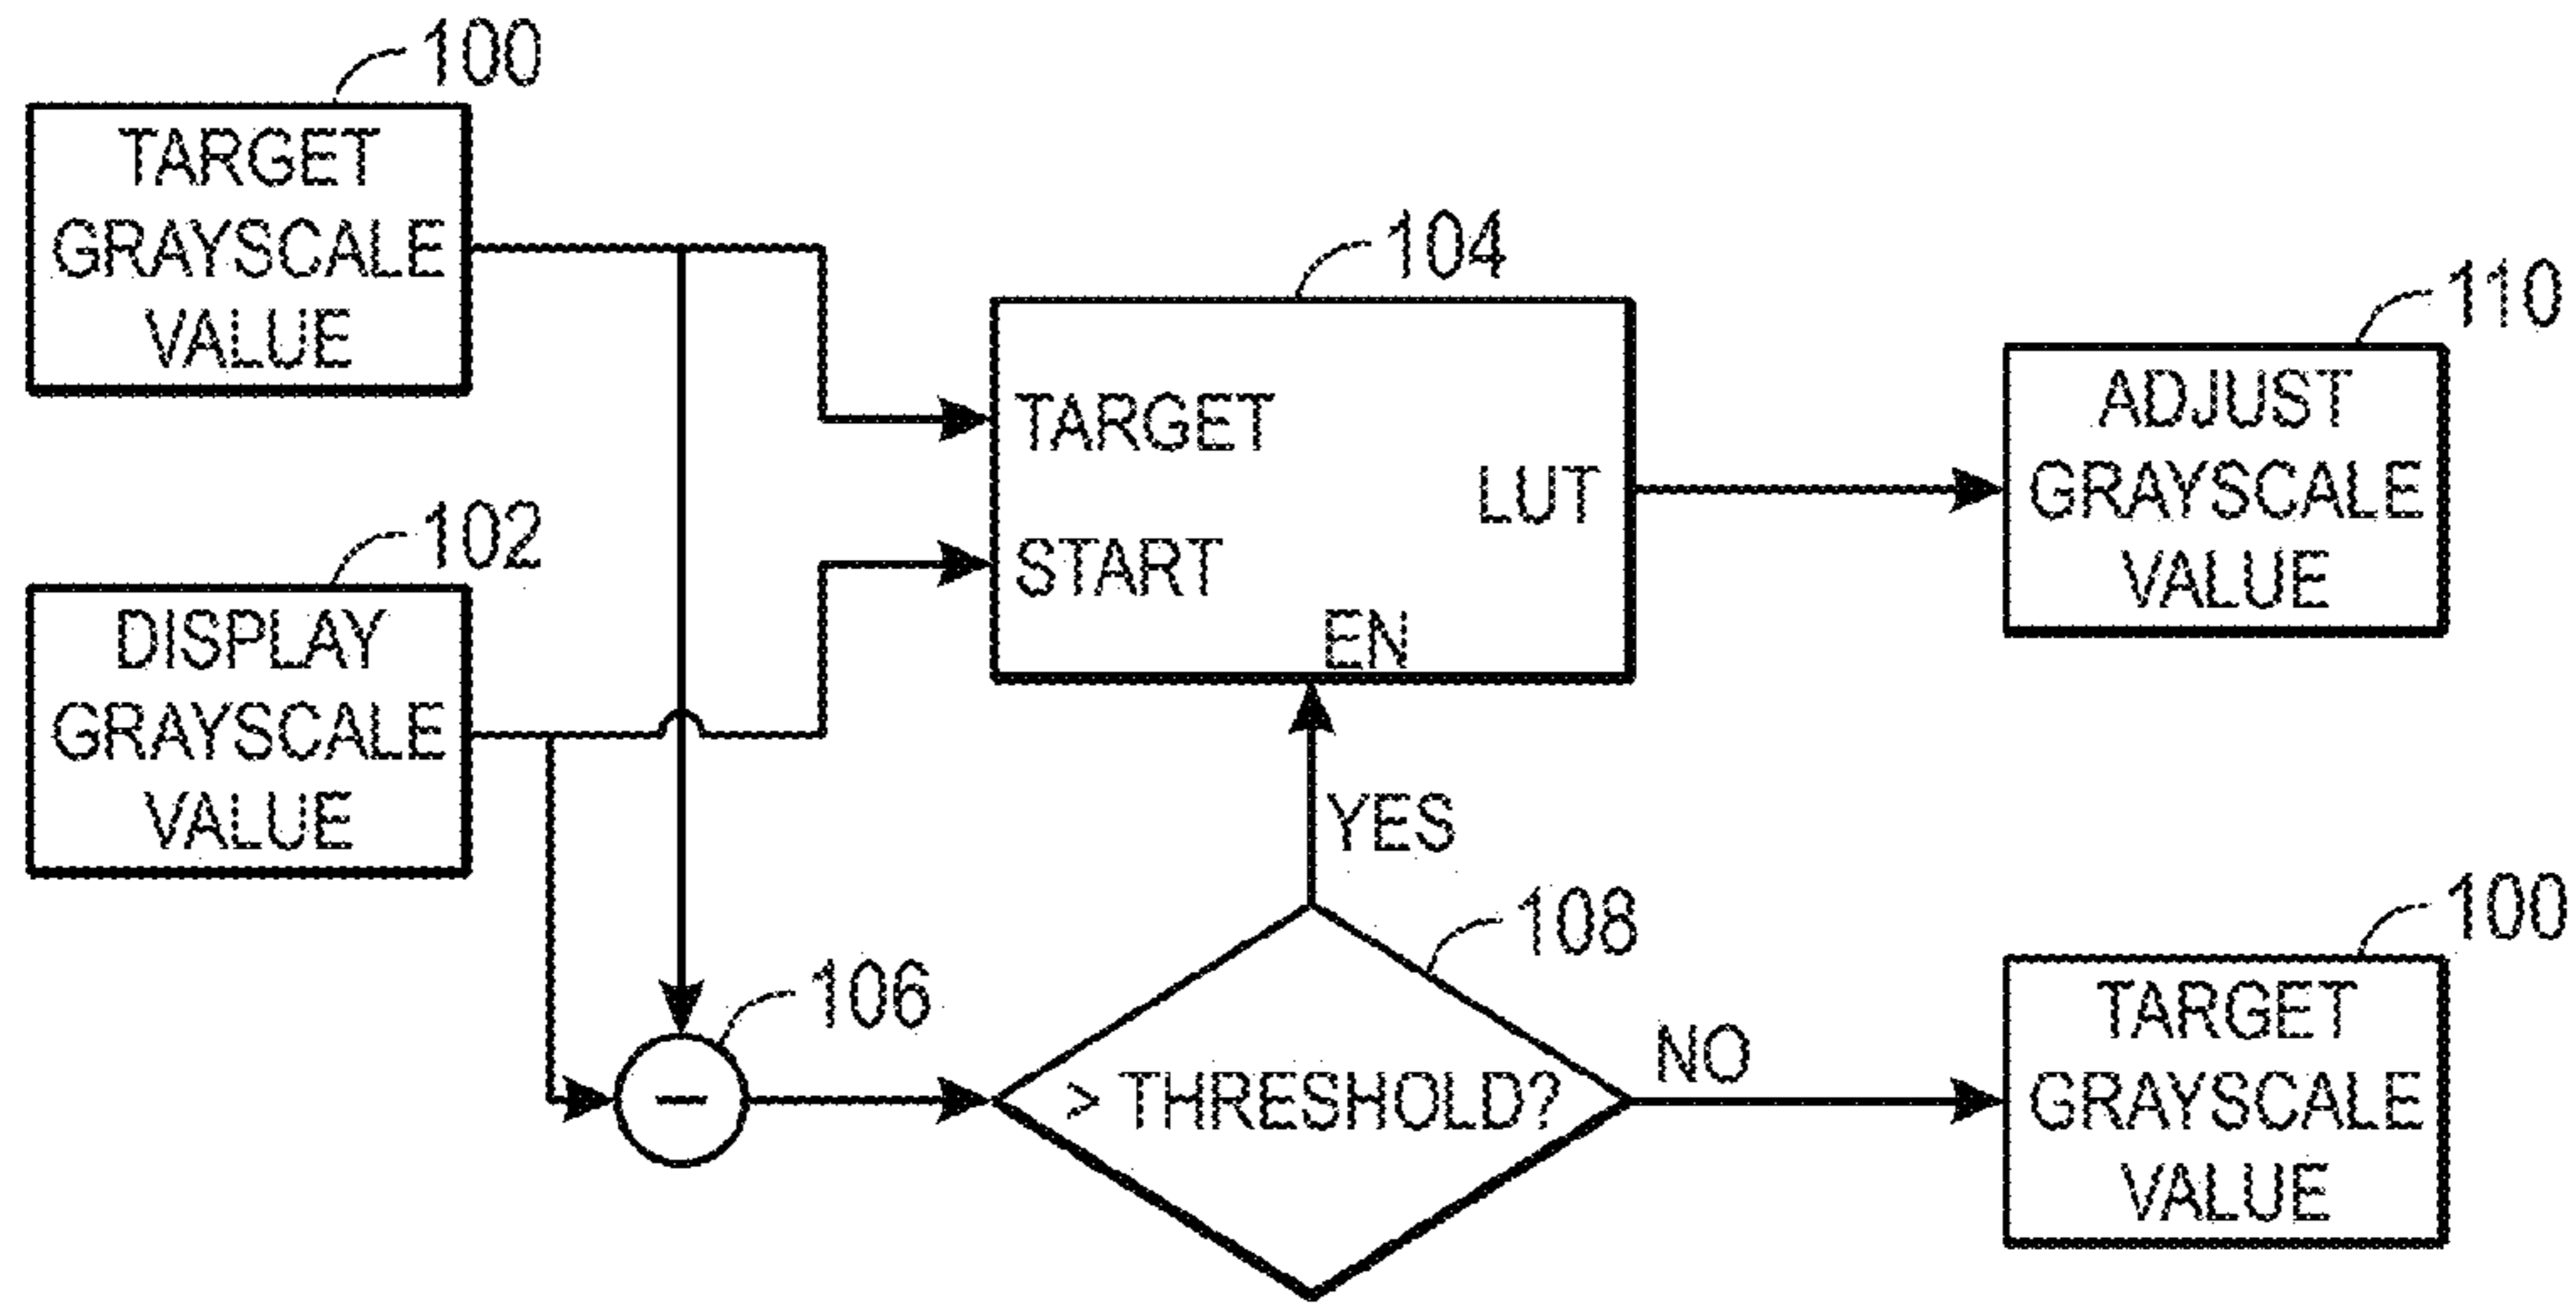 100
TARGET
GRAYSCALE
VALUE
102
DISPLAY
GRAYSCALE
VALUE
104
TARGET
START
LUT
EN
110
ADJUST
GRAYSCALE
VALUE
YES
106
−
108
> THRESHOLD?
NO
100
TARGET
GRAYSCALE
VALUE